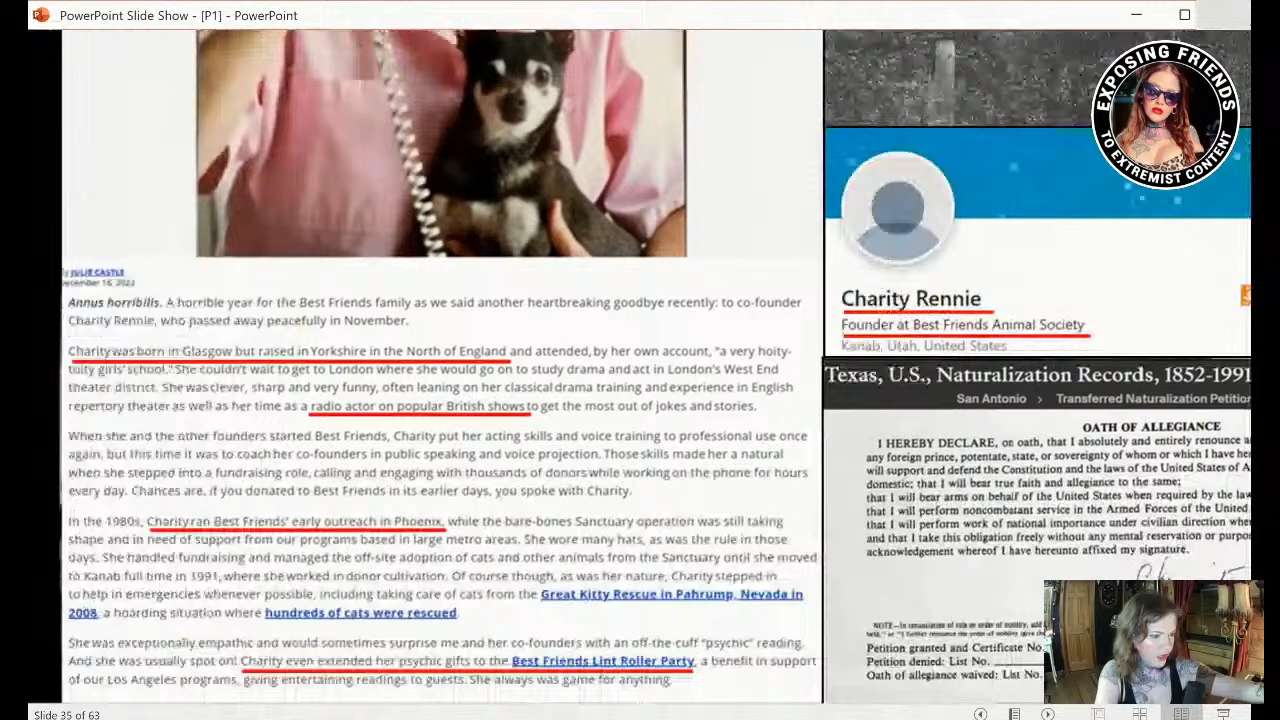 PowerPoint Slide Show - [P1] - PowerPoint
EXPOSING FRIENDS
TO EXTREMIST CONTENT
By JULIE CASTLE
Annus horribilis. A horrible year for the Best Friends family as we said another heartbreaking goodbye recently: to co-founder
Charity Rennie, who passed away peacefully in November.
Charity was born in Glasgow but raised in Yorkshire in the North of England and attended, by her own account, "a very hoity-
toity girls' school." She couldn't wait to get to London where she would go on to study drama and act in London's West End
theater district. She was clever, sharp and very funny, often leaning on her classical drama training and experience in English
repertory theater as well as her time as a radio actor on popular British shows to get the most out of jokes and stories.
When she and the other founders started Best Friends, Charity put her acting skills and voice training to professional use once
again, but this time it was to coach her co-founders in public speaking and voice projection. Those skills made her a natural
when she stepped into a fundraising role, calling and engaging with thousands of donors while working on the phone for hours
every day. Chances are, if you donated to Best Friends in its earlier days, you spoke with Charity.
In the 1980s, Charity ran Best Friends' early outreach in Phoenix, while the bare-bones Sanctuary operation was still taking
shape and in need of support from our programs based in large metro areas. She wore many hats, as was the rule in those
days. She handled fundraising and managed the off-site adoption of cats and other animals from the Sanctuary until she moved
to Kanab full time in 1991, where she worked in donor cultivation. Of course though, as was her nature, Charity stepped in
to help in emergencies whenever possible, including taking care of cats from the Great Kitty Rescue in Pahrump, Nevada in
2008, a hoarding situation where hundreds of cats were rescued.
She was exceptionally empathic and would sometimes surprise me and her co-founders with an off-the-cuff "psychic" reading.
And she was usually spot on! Charity even extended her psychic gifts to the Best Friends Lint Roller Party, a benefit in support
of our Los Angeles programs, giving entertaining readings to guests. She always was game for anything.
Charity Rennie
Founder at Best Friends Animal Society
Kanab, Utah, United States
Texas, U.S., Naturalization Records, 1852-1991
San Antonio > Transferred Naturalization Petition
OATH OF ALLEGIANCE
I HEREBY DECLARE, on oath, that I absolutely and entirely renounce a
any foreign prince, potentate, state, or sovereignty of whom or which I have he
will support and defend the Constitution and the laws of the United States of A
domestic; that I will bear true faith and allegiance to the same;
that I will bear arms on behalf of the United States when required by the law
that I will perform noncombatant service in the Armed Forces of the United
that I will perform work of national importance under civilian direction whe
and that I take this obligation freely without any mental reservation or purpo
acknowledgment whereof I have hereunto affixed my signature.
Petition granted and Certificate No.
Petition denied: List No.
Oath of allegiance waived: List No.
Slide 35 of 63